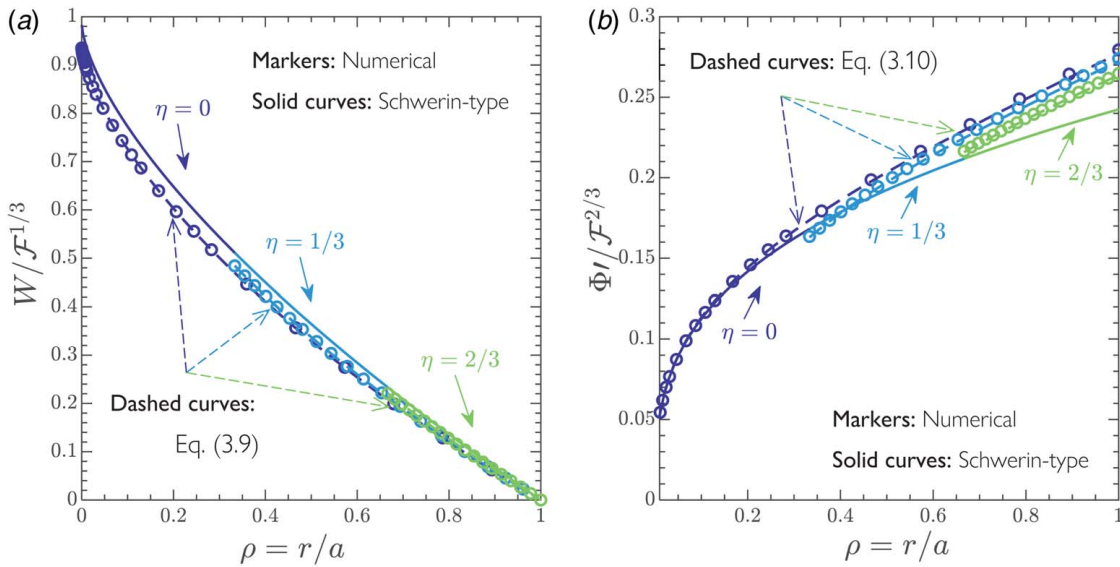 (a)
W/ℱ^{1/3}
0.9
0.8
0.7
0.6
0.5
0.4
0.3
0.2
0.1
0
Markers: Numerical
Solid curves: Schwerin-type
η = 0
η = 1/3
η = 2/3
Dashed curves:
Eq. (3.9)
0 0.2 0.4 0.6 0.8 1
ρ = r/a
(b)
Φ′/ℱ^{2/3}
0.3
0.25
0.2
0.15
0.1
0.05
0
Dashed curves: Eq. (3.10)
η = 2/3
η = 1/3
η = 0
Markers: Numerical
Solid curves: Schwerin-type
0.2 0.4 0.6 0.8 1
ρ = r/a